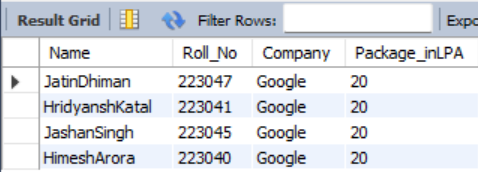 Result Grid Filter Rows: Expo
Name Roll_No Company Package_inLPA
JatinDhiman 223047 Google 20
HridyanshKatal 223041 Google 20
JashanSingh 223045 Google 20
HimeshArora 223040 Google 20